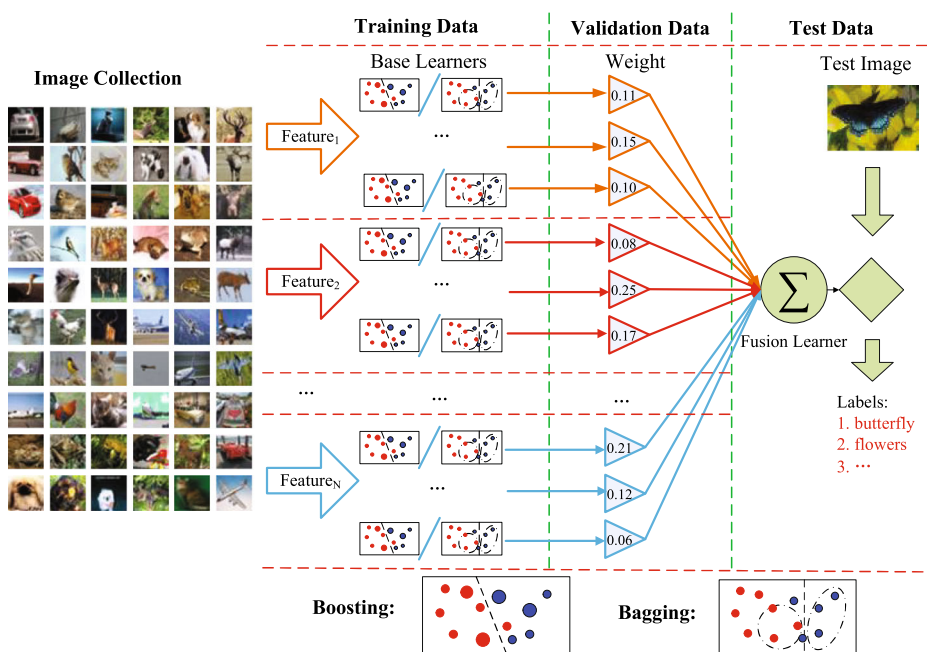 Training Data
Validation Data
Test Data
Image Collection
Base Learners
Weight
Test Image
Feature1
...
0.11
0.15
0.10
Feature2
...
0.08
0.25
0.17
Σ
Fusion Learner
...
...
...
FeatureN
...
0.21
0.12
0.06
Labels:
1. butterfly
2. flowers
3. ...
Boosting:
Bagging: